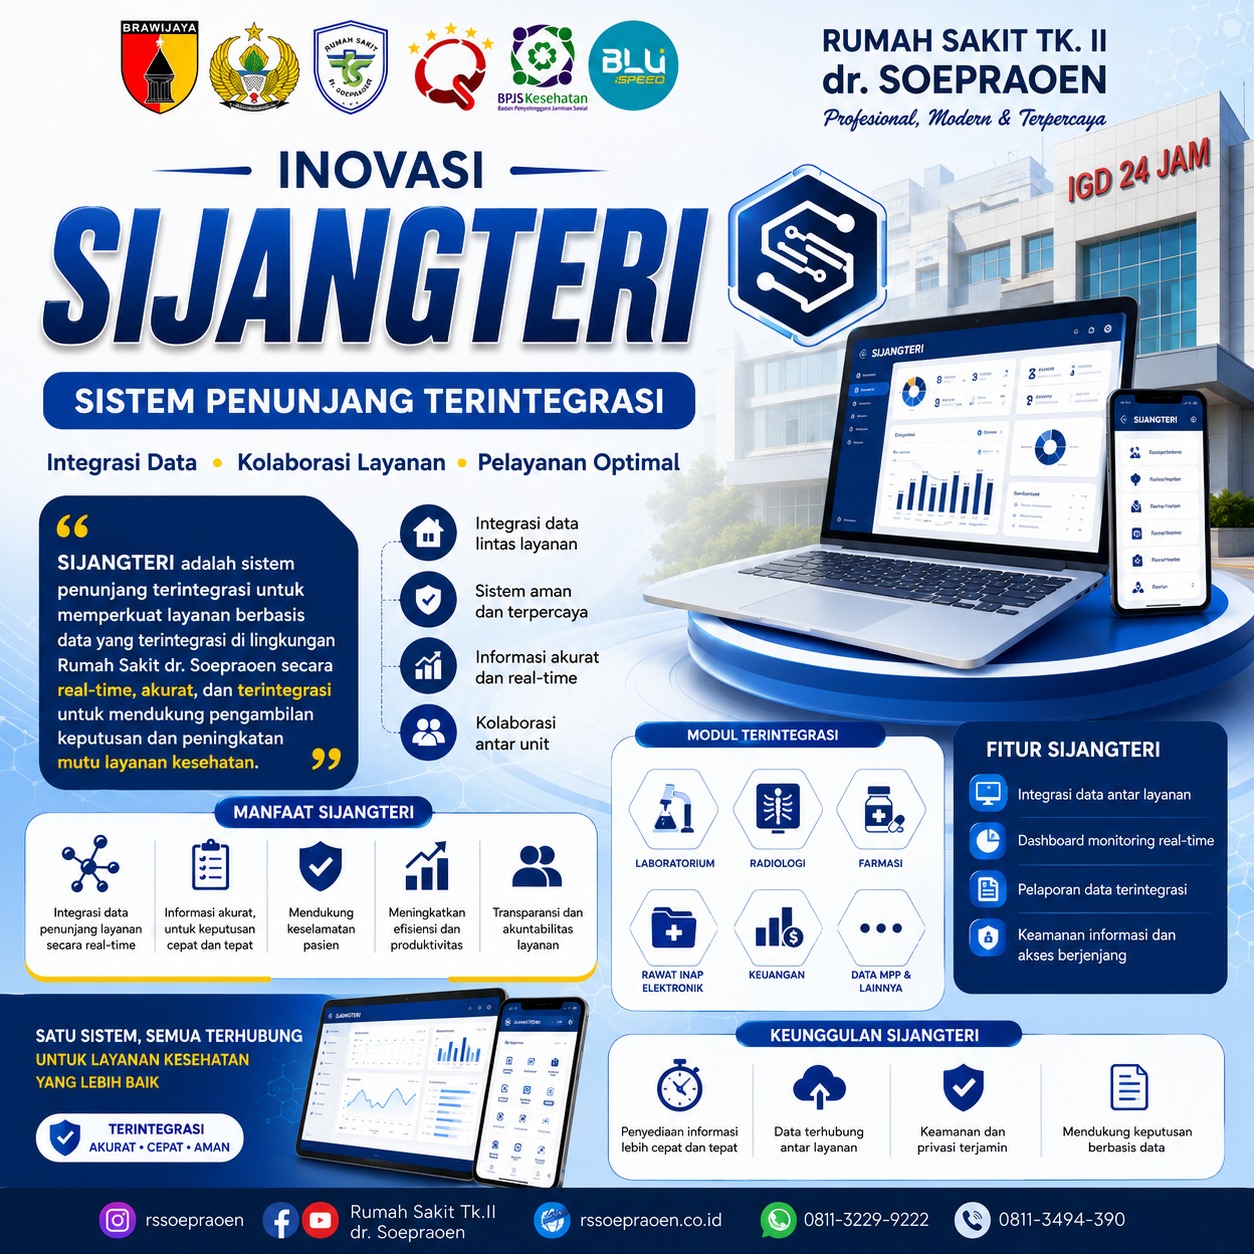 BRAWIJAYA
RUMAH SAKIT
dr. SOEPRAOEN
BPJS Kesehatan
Badan Penyelenggara Jaminan Sosial
BLU
SPEED
RUMAH SAKIT TK. II
dr. SOEPRAOEN
Profesional, Modern & Terpercaya
IGD 24 JAM
INOVASI
SIJANGTERI
SISTEM PENUNJANG TERINTEGRASI
Integrasi Data • Kolaborasi Layanan • Pelayanan Optimal
SIJANGTERI
SIJANGTERI
“
SIJANGTERI adalah sistem
penunjang terintegrasi untuk
memperkuat layanan berbasis
data yang terintegrasi di lingkungan
Rumah Sakit dr. Soepraoen secara
real-time, akurat, dan terintegrasi
untuk mendukung pengambilan
keputusan dan peningkatan
mutu layanan kesehatan.
”
Integrasi data
lintas layanan
Sistem aman
dan terpercaya
Informasi akurat
dan real-time
Kolaborasi
antar unit
MANFAAT SIJANGTERI
Integrasi data
penunjang layanan
secara real-time
Informasi akurat,
untuk keputusan
cepat dan tepat
Mendukung
keselamatan
pasien
Meningkatkan
efisiensi dan
produktivitas
Transparansi dan
akuntabilitas
layanan
MODUL TERINTEGRASI
LABORATORIUM
RADIOLOGI
FARMASI
RAWAT INAP
ELEKTRONIK
KEUANGAN
DATA MPP &
LAINNYA
FITUR SIJANGTERI
Integrasi data antar layanan
Dashboard monitoring real-time
Pelaporan data terintegrasi
Keamanan informasi dan
akses berjenjang
SATU SISTEM, SEMUA TERHUBUNG
UNTUK LAYANAN KESEHATAN
YANG LEBIH BAIK
TERINTEGRASI
AKURAT • CEPAT • AMAN
KEUNGGULAN SIJANGTERI
Penyediaan informasi
lebih cepat dan tepat
Data terhubung
antar layanan
Keamanan dan
privasi terjamin
Mendukung keputusan
berbasis data
rssoepraoen
Rumah Sakit Tk.II
dr. Soepraoen
rssoepraoen.co.id
0811-3229-9222
0811-3494-390